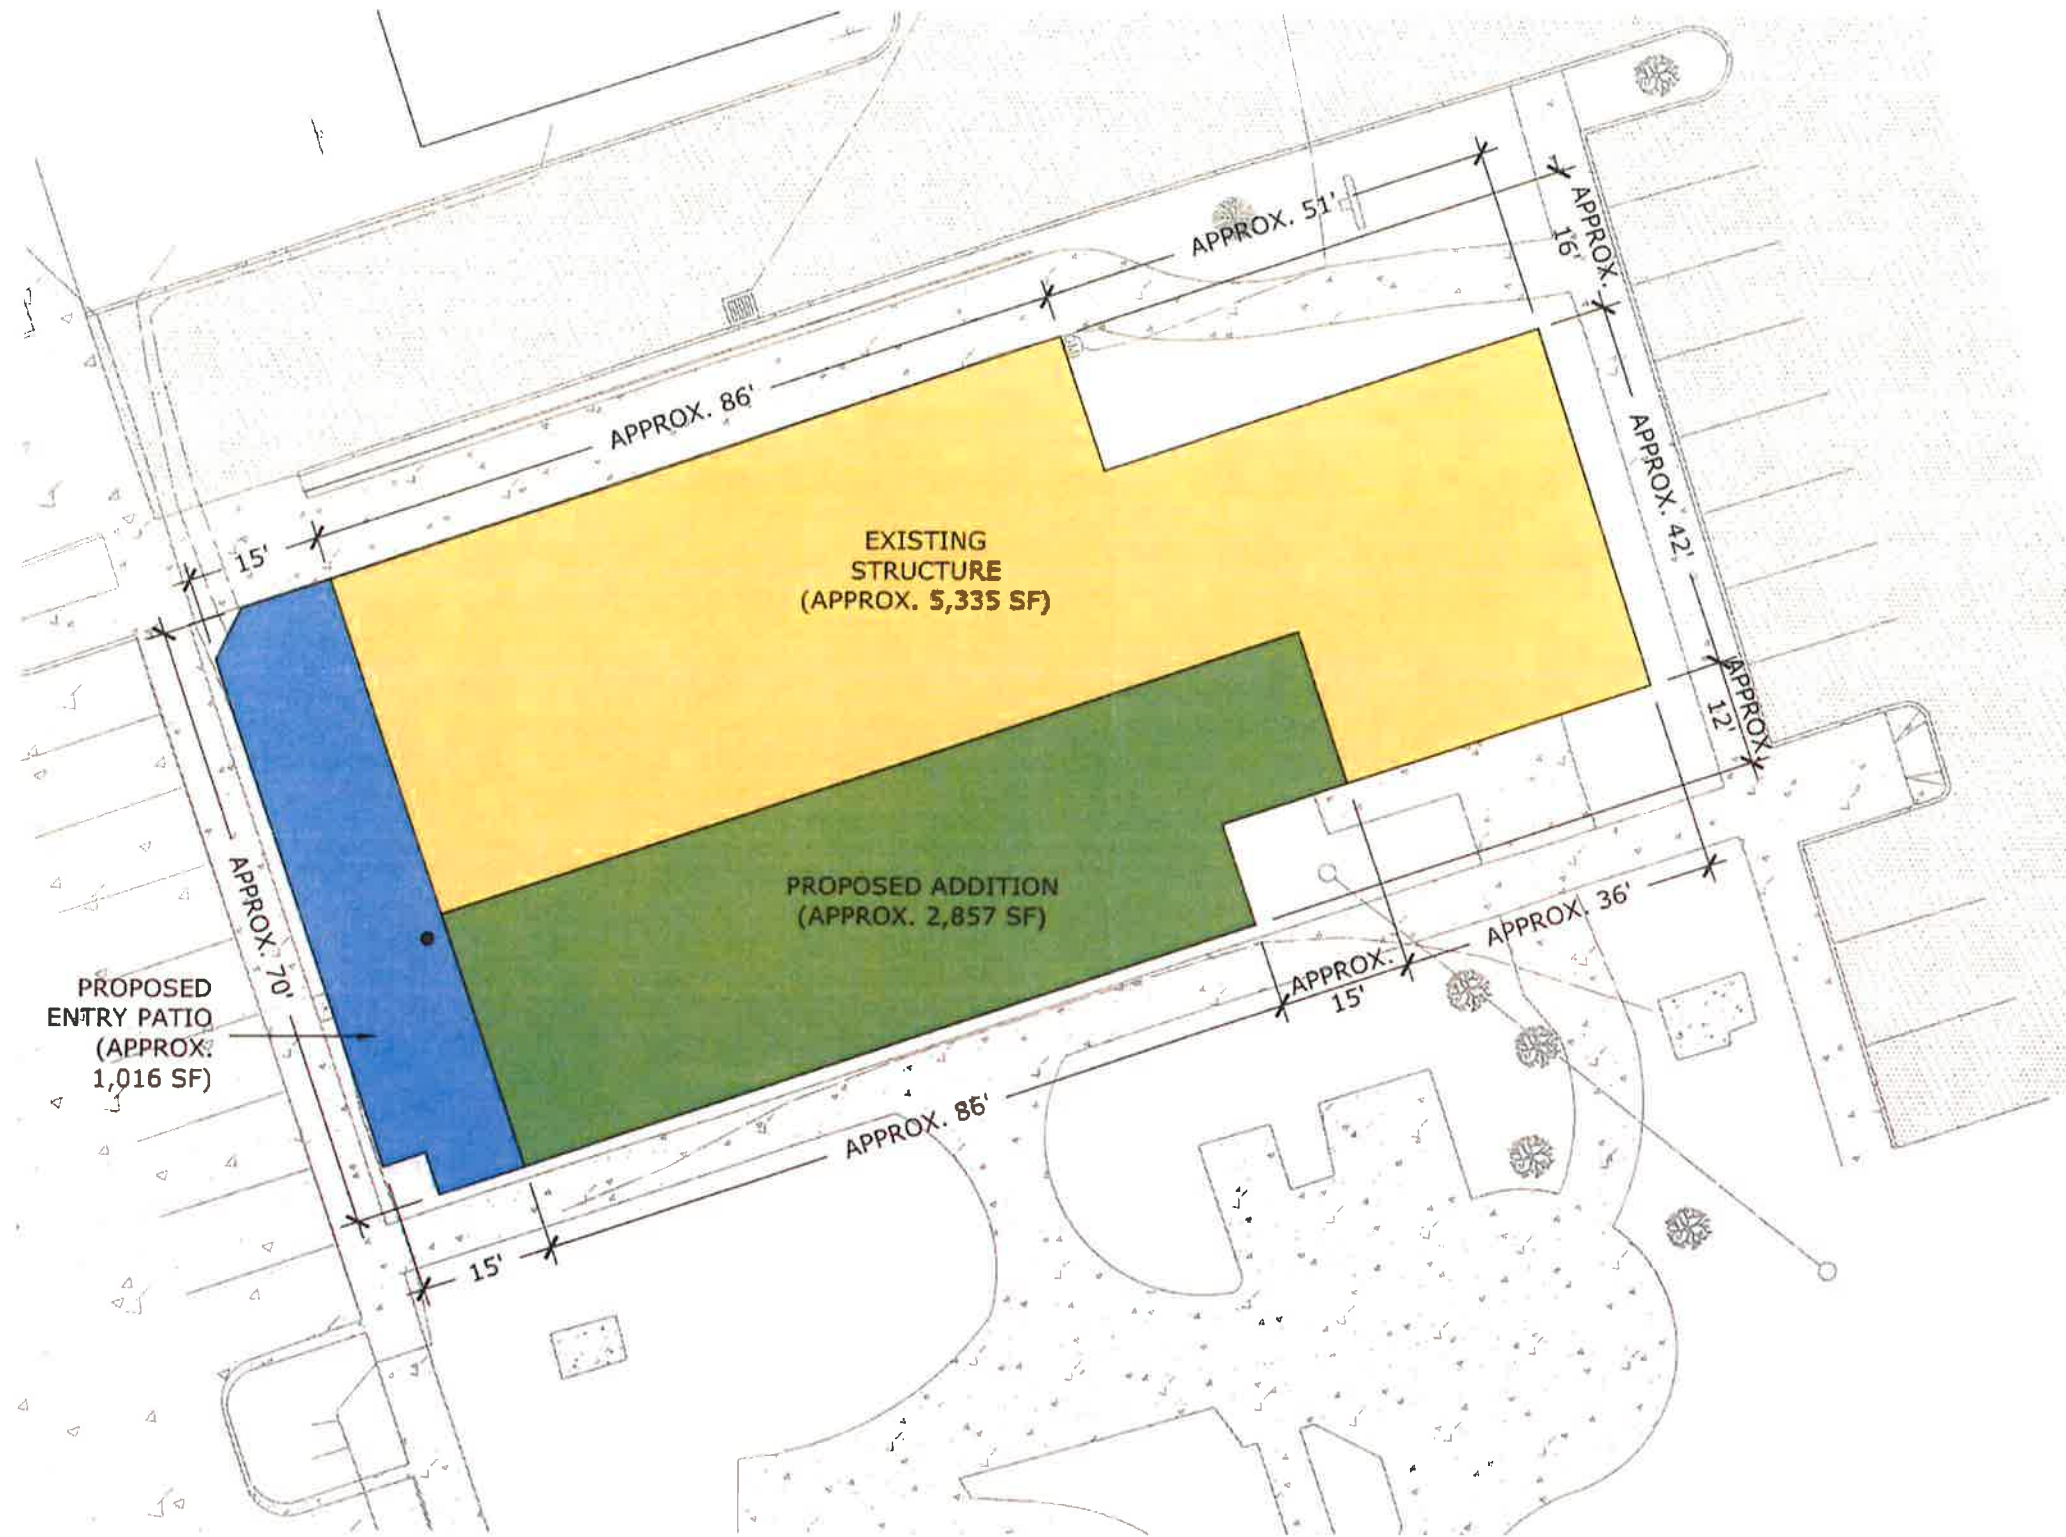 APPROX. 51'
APPROX.
16'
APPROX. 86'
15'
APPROX. 42'
EXISTING
STRUCTURE
(APPROX. 5,335 SF)
APPROX.
12'
PROPOSED ADDITION
(APPROX. 2,857 SF)
APPROX. 70'
APPROX. 36'
APPROX.
15'
PROPOSED
ENTRY PATIO
(APPROX.
1,016 SF)
APPROX. 86'
15'